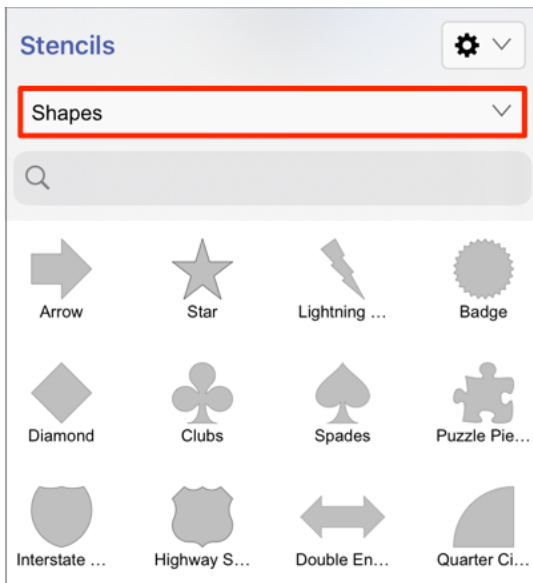 Stencils
Shapes
Arrow Star Lightning ... Badge
Diamond Clubs Spades Puzzle Pie...
Interstate ... Highway S... Double En... Quarter Ci...